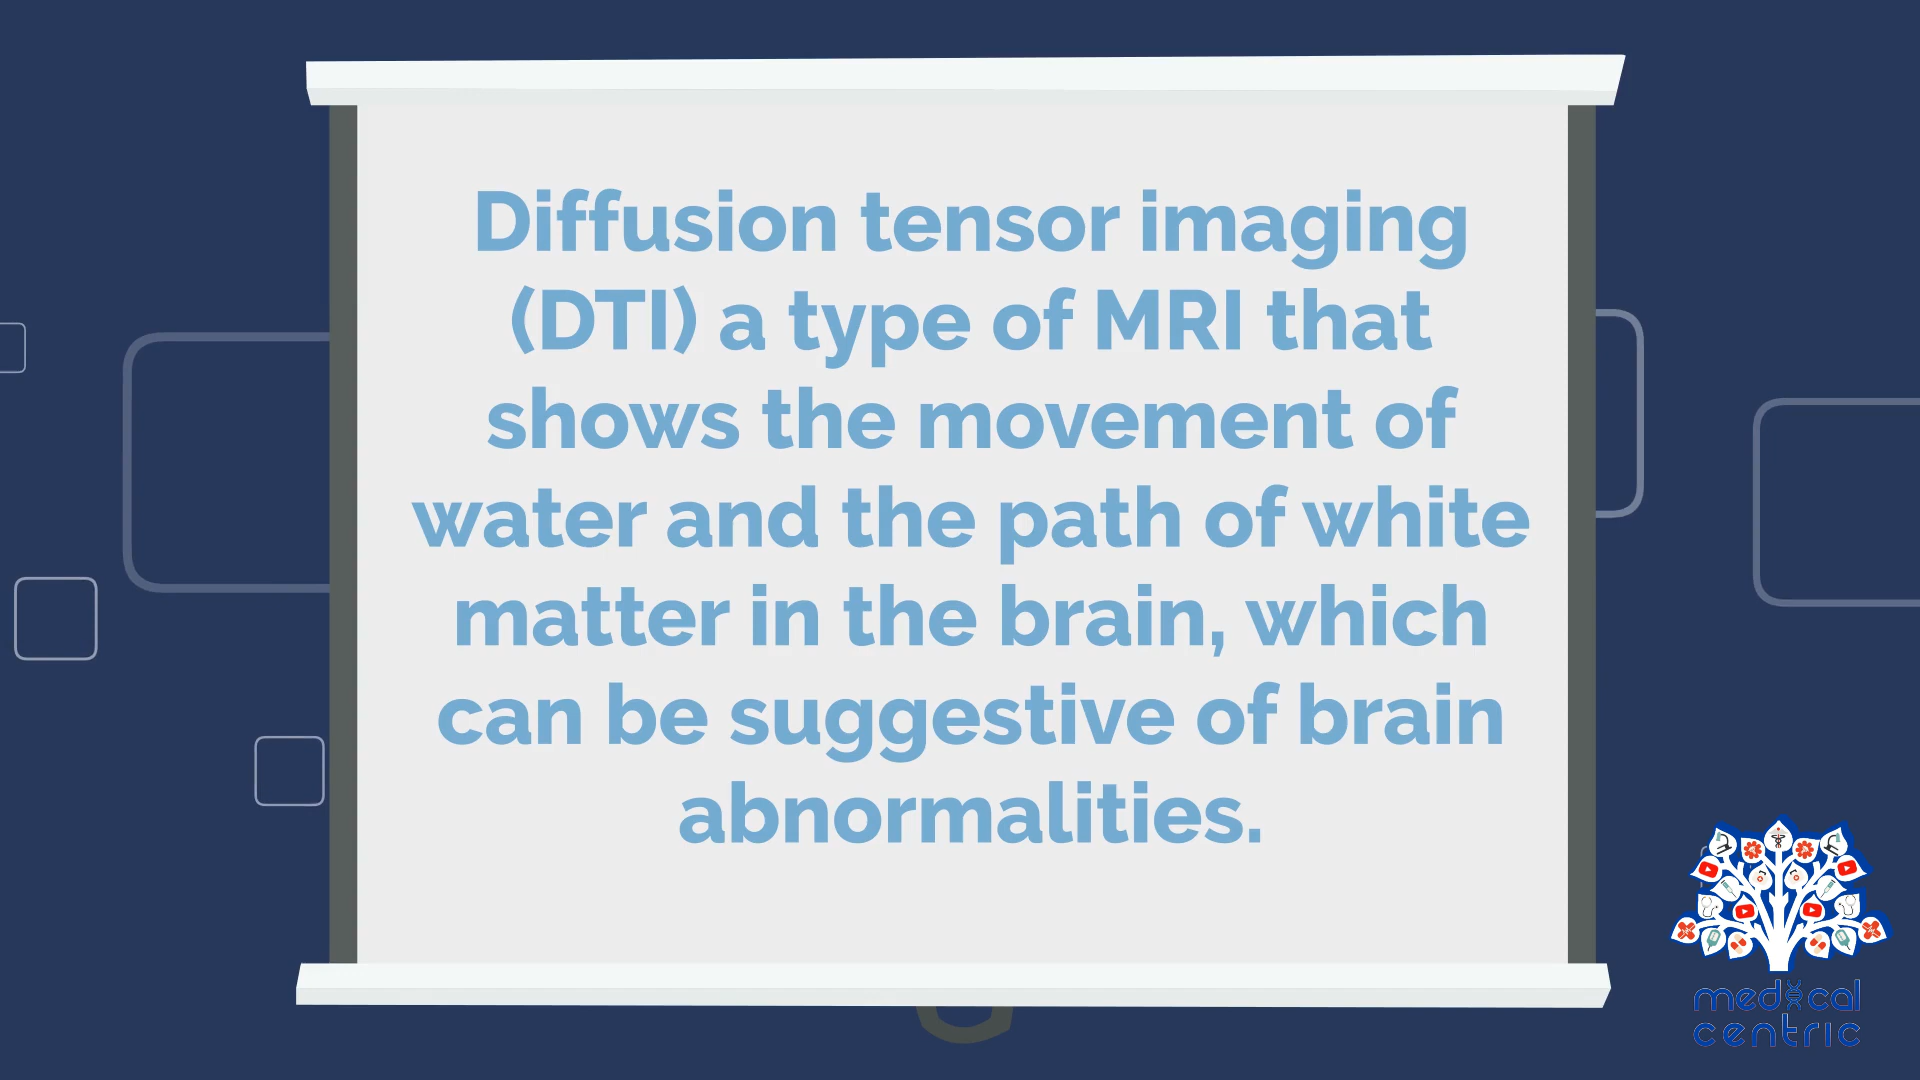 Diffusion tensor imaging
(DTI) a type of MRI that
shows the movement of
water and the path of white
matter in the brain, which
can be suggestive of brain
abnormalities.
medical
centric